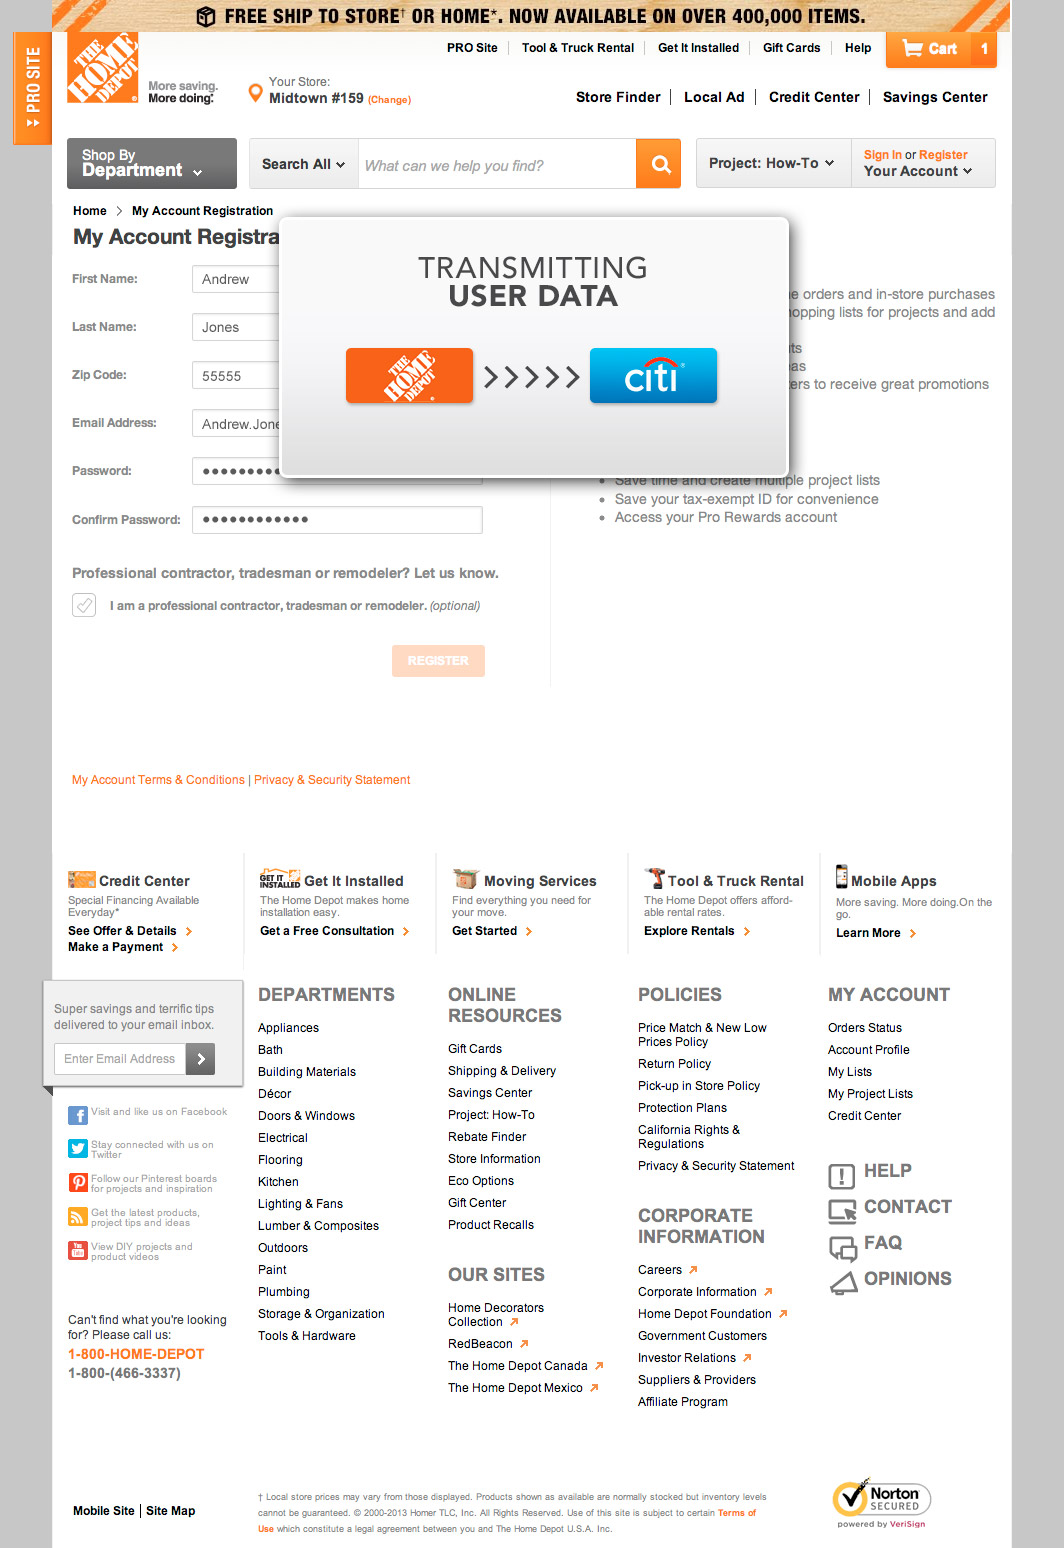 FREE SHIP TO STORE† OR HOME*. NOW AVAILABLE ON OVER 400,000 ITEMS.
PRO SITE
THE HOME DEPOT
More saving.
More doing.
Your Store:
Midtown #159 (Change)
PRO Site
Tool & Truck Rental
Get It Installed
Gift Cards
Help
Cart 1
Store Finder
Local Ad
Credit Center
Savings Center
Shop By
Department
Search All
What can we help you find?
Project: How-To
Sign In or Register
Your Account
Home > My Account Registration
My Account Registra
First Name: Andrew
Last Name: Jones
Zip Code: 55555
Email Address: Andrew.Jone
Password:
Confirm Password:
Professional contractor, tradesman or remodeler? Let us know.
I am a professional contractor, tradesman or remodeler. (optional)
REGISTER
TRANSMITTING
USER DATA
THE HOME DEPOT
citi
e orders and in-store purchases
opping lists for projects and add
ts
as
ers to receive great promotions
Save time and create multiple project lists
Save your tax-exempt ID for convenience
Access your Pro Rewards account
My Account Terms & Conditions | Privacy & Security Statement
Credit Center
Special Financing Available
Everyday*
See Offer & Details
Make a Payment
GET IT INSTALLED
Get It Installed
The Home Depot makes home
installation easy.
Get a Free Consultation
Moving Services
Find everything you need for
your move.
Get Started
Tool & Truck Rental
The Home Depot offers afford-
able rental rates.
Explore Rentals
Mobile Apps
More saving. More doing.On the
go.
Learn More
Super savings and terrific tips
delivered to your email inbox.
Enter Email Address
Visit and like us on Facebook
Stay connected with us on
Twitter
Follow our Pinterest boards
for projects and inspiration
Get the latest products,
project tips and ideas
View DIY projects and
product videos
Can't find what you're looking
for? Please call us:
1-800-HOME-DEPOT
1-800-(466-3337)
DEPARTMENTS
Appliances
Bath
Building Materials
Décor
Doors & Windows
Electrical
Flooring
Kitchen
Lighting & Fans
Lumber & Composites
Outdoors
Paint
Plumbing
Storage & Organization
Tools & Hardware
ONLINE
RESOURCES
Gift Cards
Shipping & Delivery
Savings Center
Project: How-To
Rebate Finder
Store Information
Eco Options
Gift Center
Product Recalls
OUR SITES
Home Decorators
Collection
RedBeacon
The Home Depot Canada
The Home Depot Mexico
POLICIES
Price Match & New Low
Prices Policy
Return Policy
Pick-up in Store Policy
Protection Plans
California Rights &
Regulations
Privacy & Security Statement
CORPORATE
INFORMATION
Careers
Corporate Information
Home Depot Foundation
Government Customers
Investor Relations
Suppliers & Providers
Affiliate Program
MY ACCOUNT
Orders Status
Account Profile
My Lists
My Project Lists
Credit Center
HELP
CONTACT
FAQ
OPINIONS
Mobile Site | Site Map
† Local store prices may vary from those displayed. Products shown as available are normally stocked but inventory levels
cannot be guaranteed. © 2000-2013 Homer TLC, Inc. All Rights Reserved. Use of this site is subject to certain Terms of
Use which constitute a legal agreement between you and The Home Depot U.S.A. Inc.
Norton
SECURED
powered by VeriSign